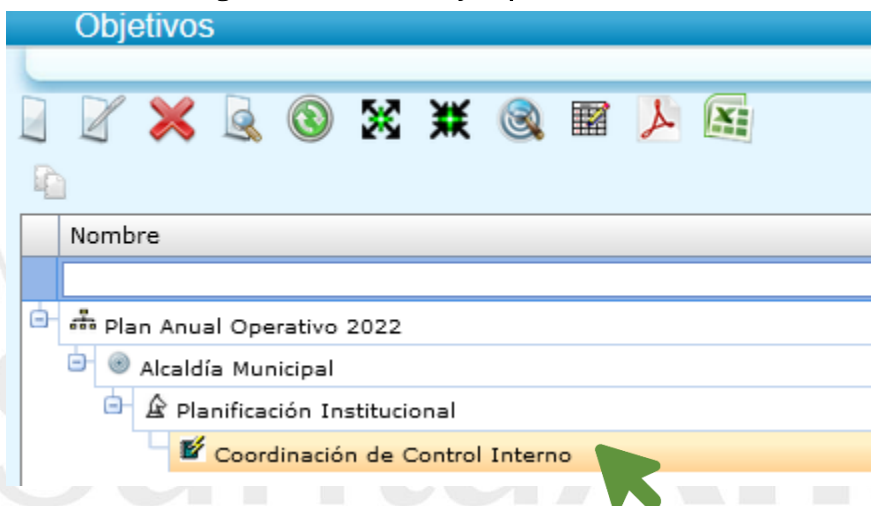 Objetivos
Nombre
Plan Anual Operativo 2022
Alcaldía Municipal
Planificación Institucional
Coordinación de Control Interno